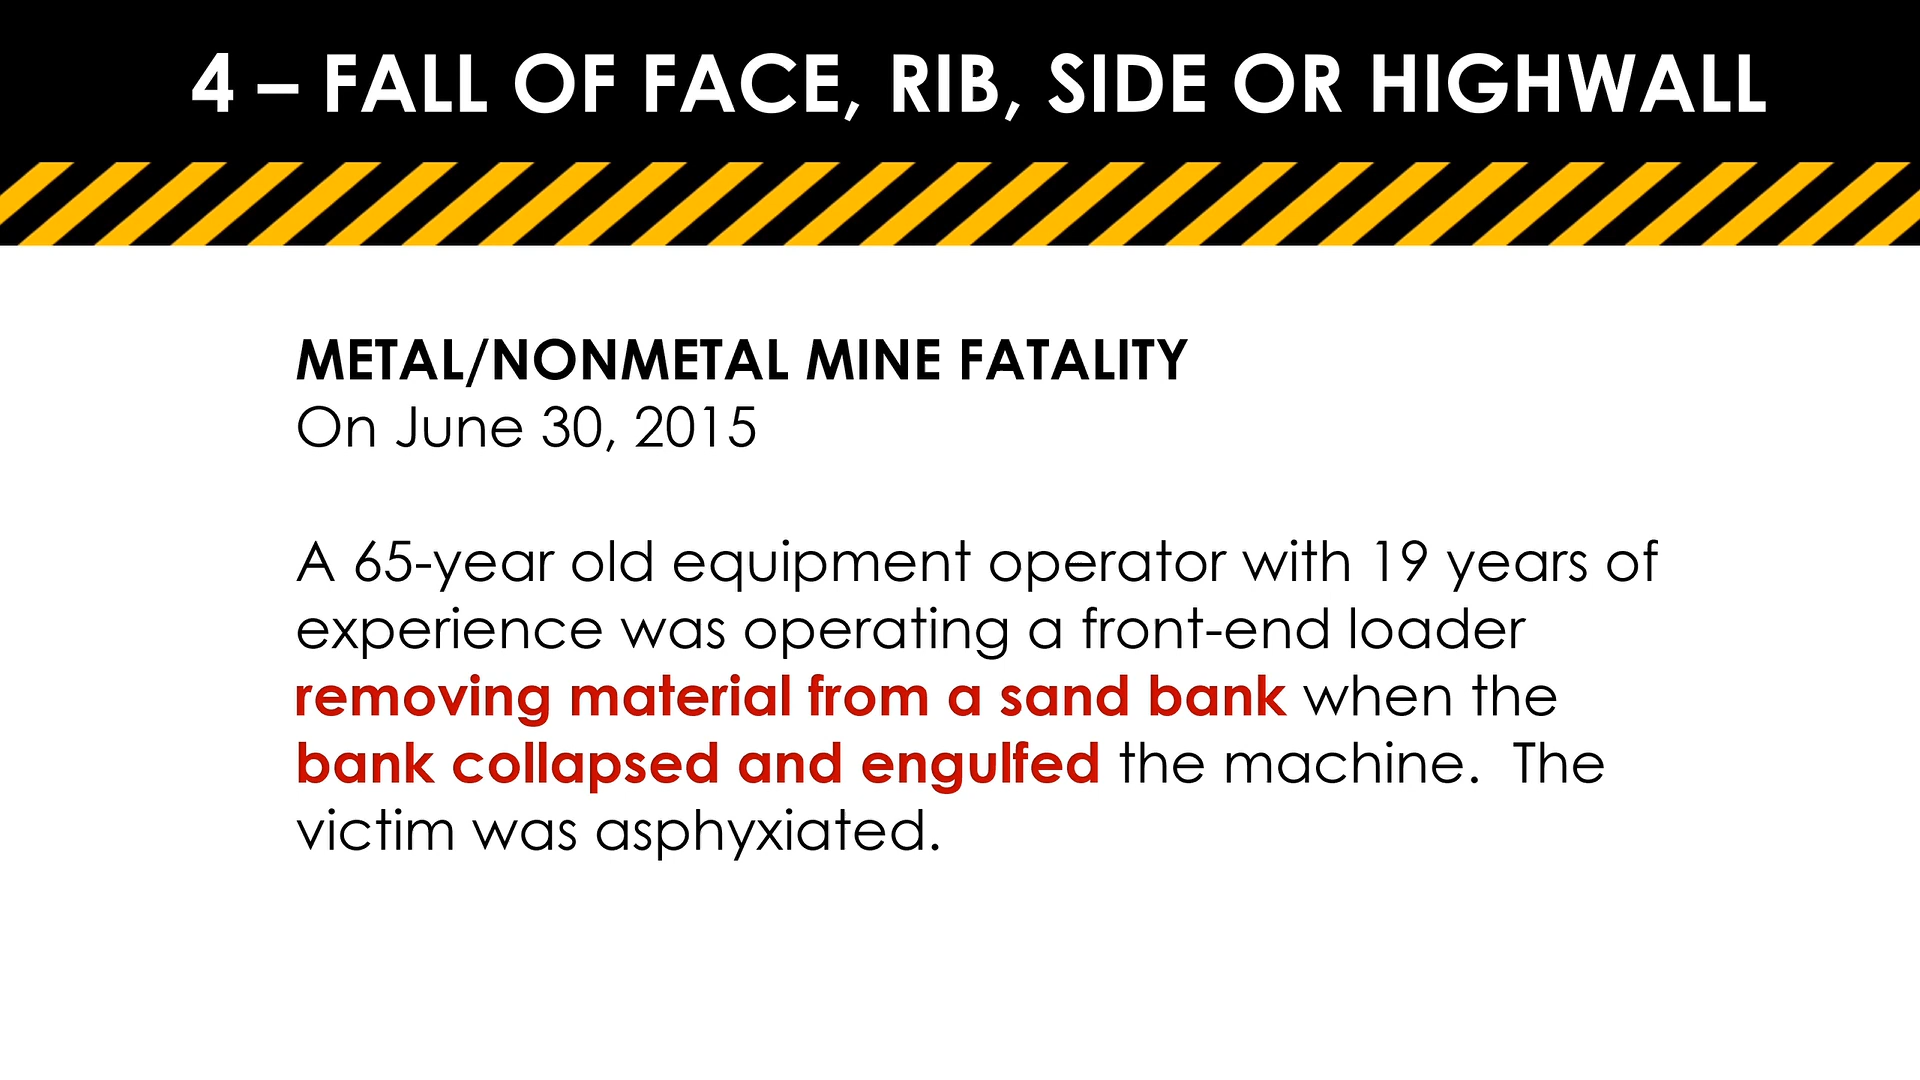 4 – FALL OF FACE, RIB, SIDE OR HIGHWALL
METAL/NONMETAL MINE FATALITY
On June 30, 2015
A 65-year old equipment operator with 19 years of
experience was operating a front-end loader
removing material from a sand bank when the
bank collapsed and engulfed the machine.  The
victim was asphyxiated.